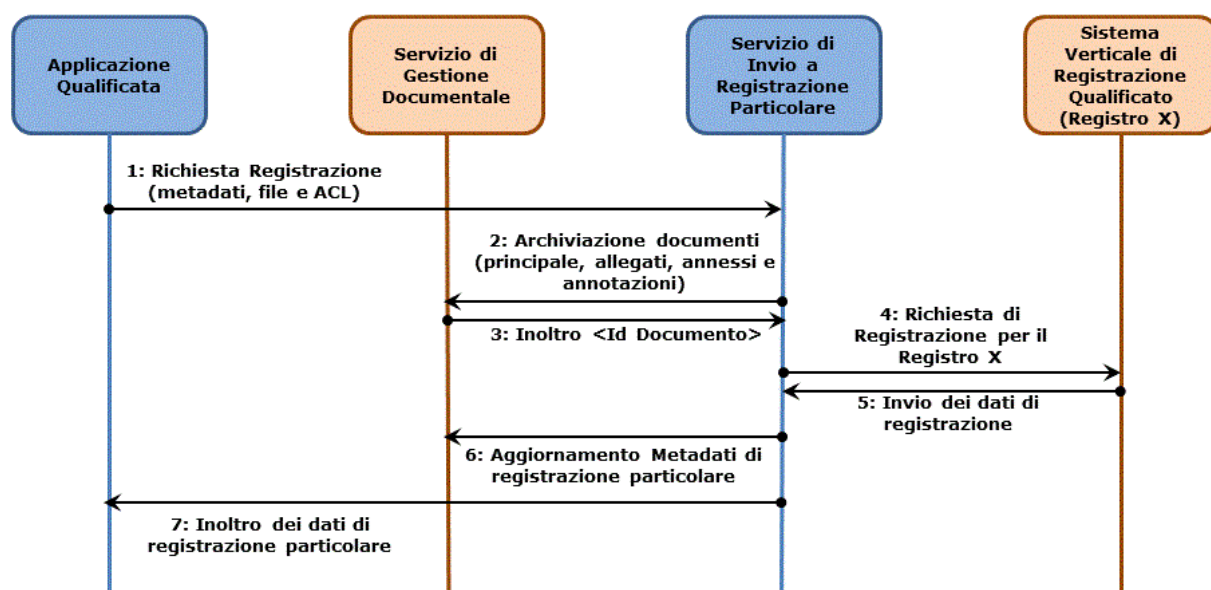 Applicazione
Qualificata
Servizio di
Gestione
Documentale
Servizio di
Invio a
Registrazione
Particolare
Sistema
Verticale di
Registrazione
Qualificato
(Registro X)
1: Richiesta Registrazione
(metadati, file e ACL)
2: Archiviazione documenti
(principale, allegati, annessi e
annotazioni)
3: Inoltro <Id Documento>
4: Richiesta di
Registrazione per il
Registro X
5: Invio dei dati di
registrazione
6: Aggiornamento Metadati di
registrazione particolare
7: Inoltro dei dati di
registrazione particolare